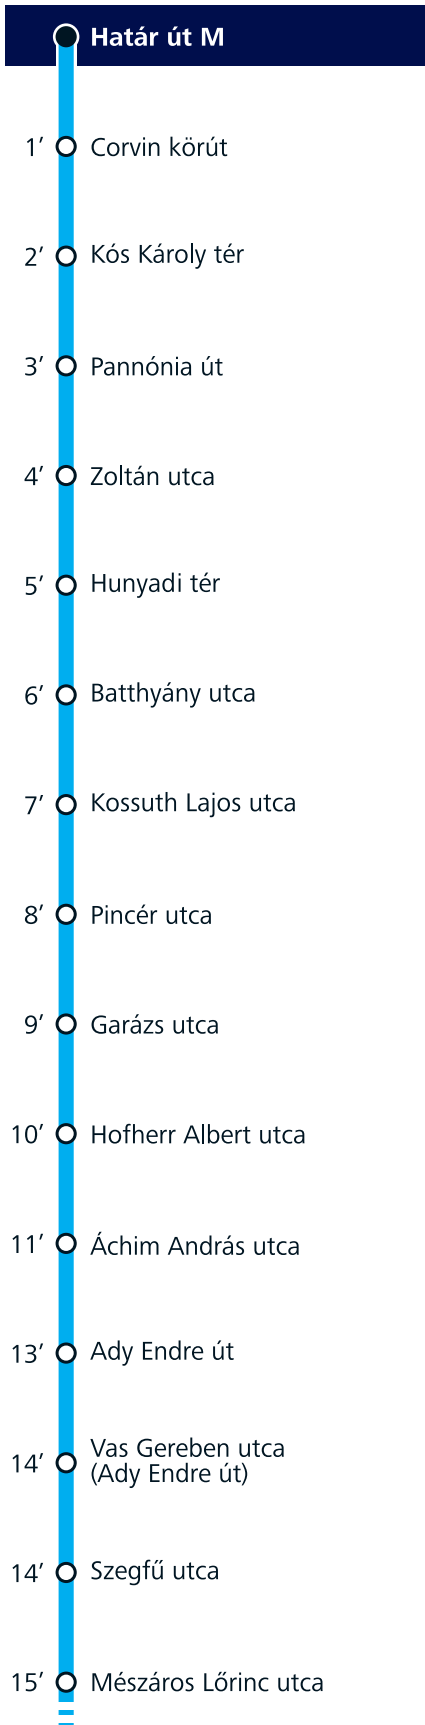 Határ út M
1’ Corvin körút
2’ Kós Károly tér
3’ Pannónia út
4’ Zoltán utca
5’ Hunyadi tér
6’ Batthyány utca
7’ Kossuth Lajos utca
8’ Pincér utca
9’ Garázs utca
10’ Hofherr Albert utca
11’ Áchim András utca
13’ Ady Endre út
14’ Vas Gereben utca
(Ady Endre út)
14’ Szegfű utca
15’ Mészáros Lőrinc utca